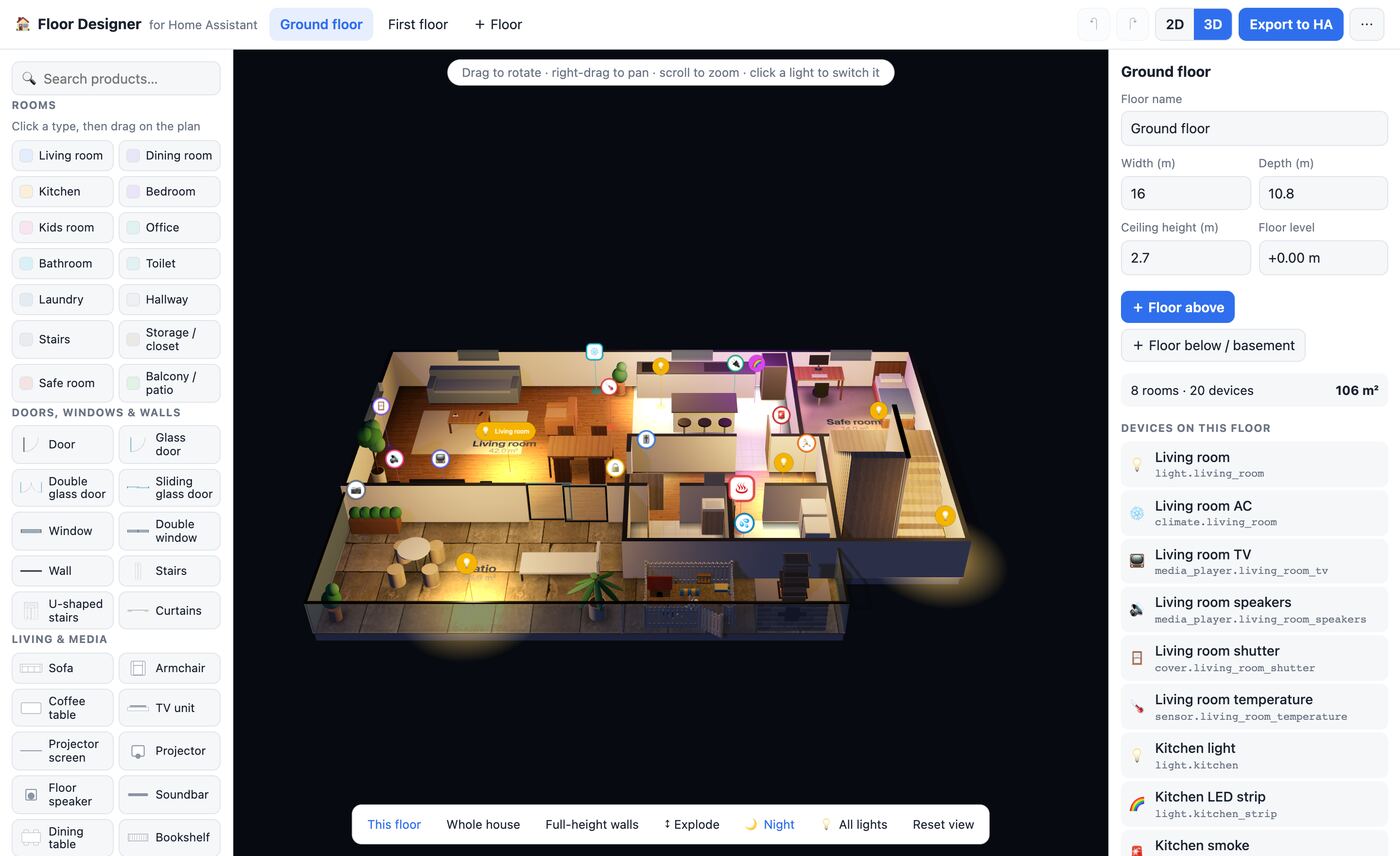 Floor Designer for Home Assistant
Ground floor
First floor
+ Floor
2D
3D
Export to HA
...
Search products...
ROOMS
Click a type, then drag on the plan
Living room
Dining room
Kitchen
Bedroom
Kids room
Office
Bathroom
Toilet
Laundry
Hallway
Stairs
Storage /
closet
Safe room
Balcony /
patio
DOORS, WINDOWS & WALLS
Door
Glass
door
Double
glass door
Sliding
glass door
Window
Double
window
Wall
Stairs
U-shaped
stairs
Curtains
LIVING & MEDIA
Sofa
Armchair
Coffee
table
TV unit
Projector
screen
Projector
Floor
speaker
Soundbar
Dining
table
Bookshelf
Drag to rotate · right-drag to pan · scroll to zoom · click a light to switch it
Living room
Living room
42.0 m²
Safe room
This floor
Whole house
Full-height walls
↕ Explode
Night
All lights
Reset view
Ground floor
Floor name
Ground floor
Width (m)
Depth (m)
16
10.8
Ceiling height (m)
Floor level
2.7
+0.00 m
+ Floor above
+ Floor below / basement
8 rooms · 20 devices
106 m²
DEVICES ON THIS FLOOR
Living room
light.living_room
Living room AC
climate.living_room
Living room TV
media_player.living_room_tv
Living room speakers
media_player.living_room_speakers
Living room shutter
cover.living_room_shutter
Living room temperature
sensor.living_room_temperature
Kitchen light
light.kitchen
Kitchen LED strip
light.kitchen_strip
Kitchen smoke